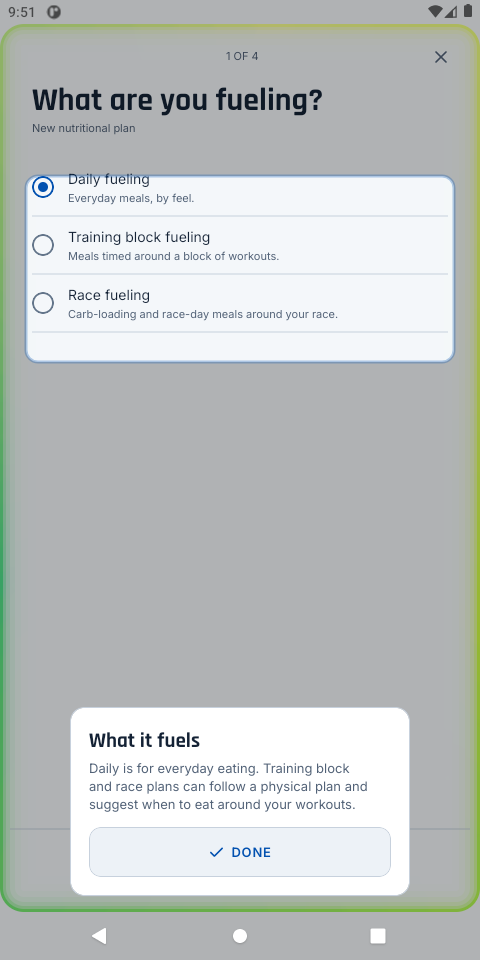 9:51
1 OF 4
What are you fueling?
New nutritional plan
Daily fueling
Everyday meals, by feel.
Training block fueling
Meals timed around a block of workouts.
Race fueling
Carb-loading and race-day meals around your race.
What it fuels
Daily is for everyday eating. Training block
and race plans can follow a physical plan and
suggest when to eat around your workouts.
DONE